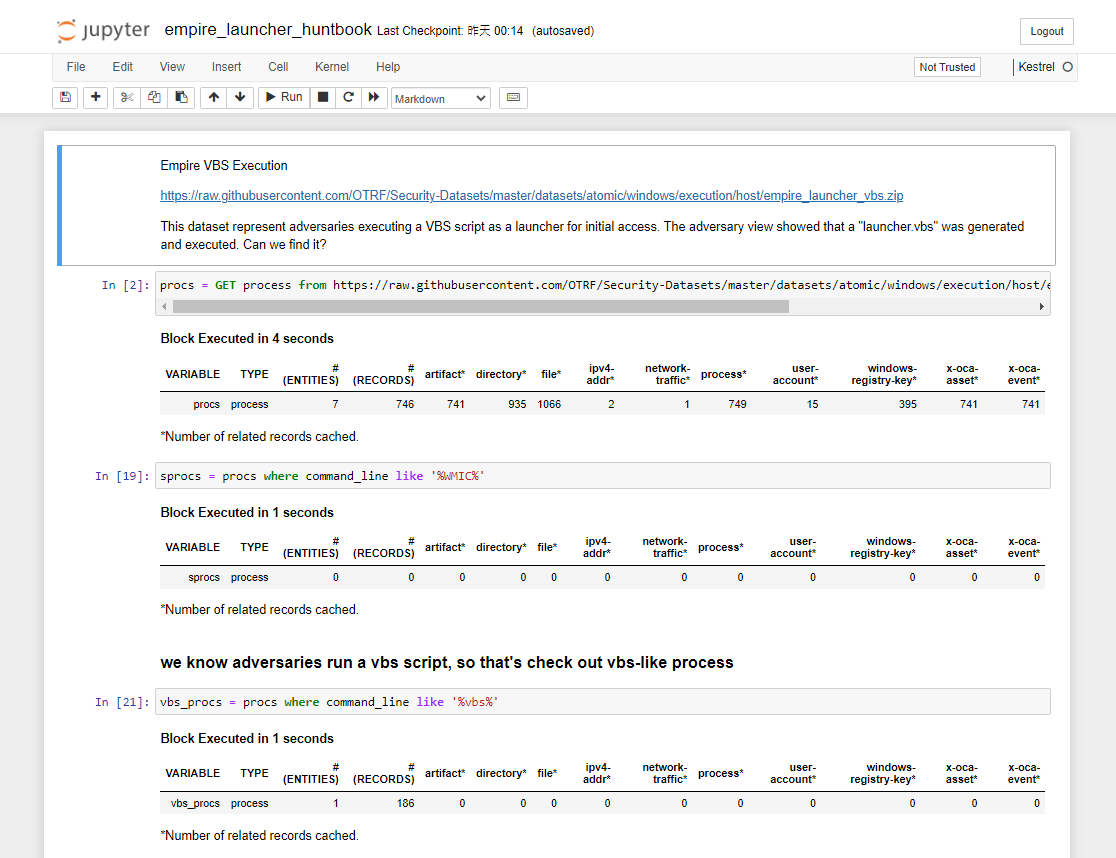 jupyter empire_launcher_huntbook Last Checkpoint: 昨天 00:14 (autosaved) Logout
File Edit View Insert Cell Kernel Help Not Trusted Kestrel
Run Markdown
Empire VBS Execution
https://raw.githubusercontent.com/OTRF/Security-Datasets/master/datasets/atomic/windows/execution/host/empire_launcher_vbs.zip
This dataset represent adversaries executing a VBS script as a launcher for initial access. The adversary view showed that a "launcher.vbs" was generated
and executed. Can we find it?
In [2]: procs = GET process from https://raw.githubusercontent.com/OTRF/Security-Datasets/master/datasets/atomic/windows/execution/host/e
Block Executed in 4 seconds
VARIABLE TYPE # (ENTITIES) # (RECORDS) artifact* directory* file* ipv4-addr* network-traffic* process* user-account* windows-registry-key* x-oca-asset* x-oca-event*
procs process 7 746 741 935 1066 2 1 749 15 395 741 741
*Number of related records cached.
In [19]: sprocs = procs where command_line like '%WMIC%'
Block Executed in 1 seconds
VARIABLE TYPE # (ENTITIES) # (RECORDS) artifact* directory* file* ipv4-addr* network-traffic* process* user-account* windows-registry-key* x-oca-asset* x-oca-event*
sprocs process 0 0 0 0 0 0 0 0 0 0 0 0
*Number of related records cached.
we know adversaries run a vbs script, so that's check out vbs-like process
In [21]: vbs_procs = procs where command_line like '%vbs%'
Block Executed in 1 seconds
VARIABLE TYPE # (ENTITIES) # (RECORDS) artifact* directory* file* ipv4-addr* network-traffic* process* user-account* windows-registry-key* x-oca-asset* x-oca-event*
vbs_procs process 1 186 0 0 0 0 0 0 0 0 0 0
*Number of related records cached.